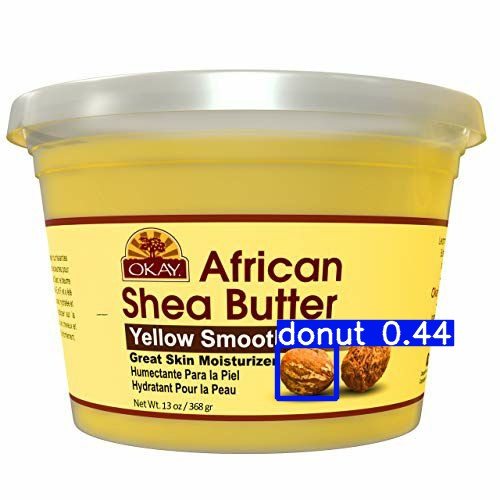 OKAY
African
Shea Butter
Yellow Smooth
donut 0.44
Great Skin Moisturizer
Humectante Para la Piel
Hydratant Pour la Peau
Net Wt. 13 oz / 368 gr